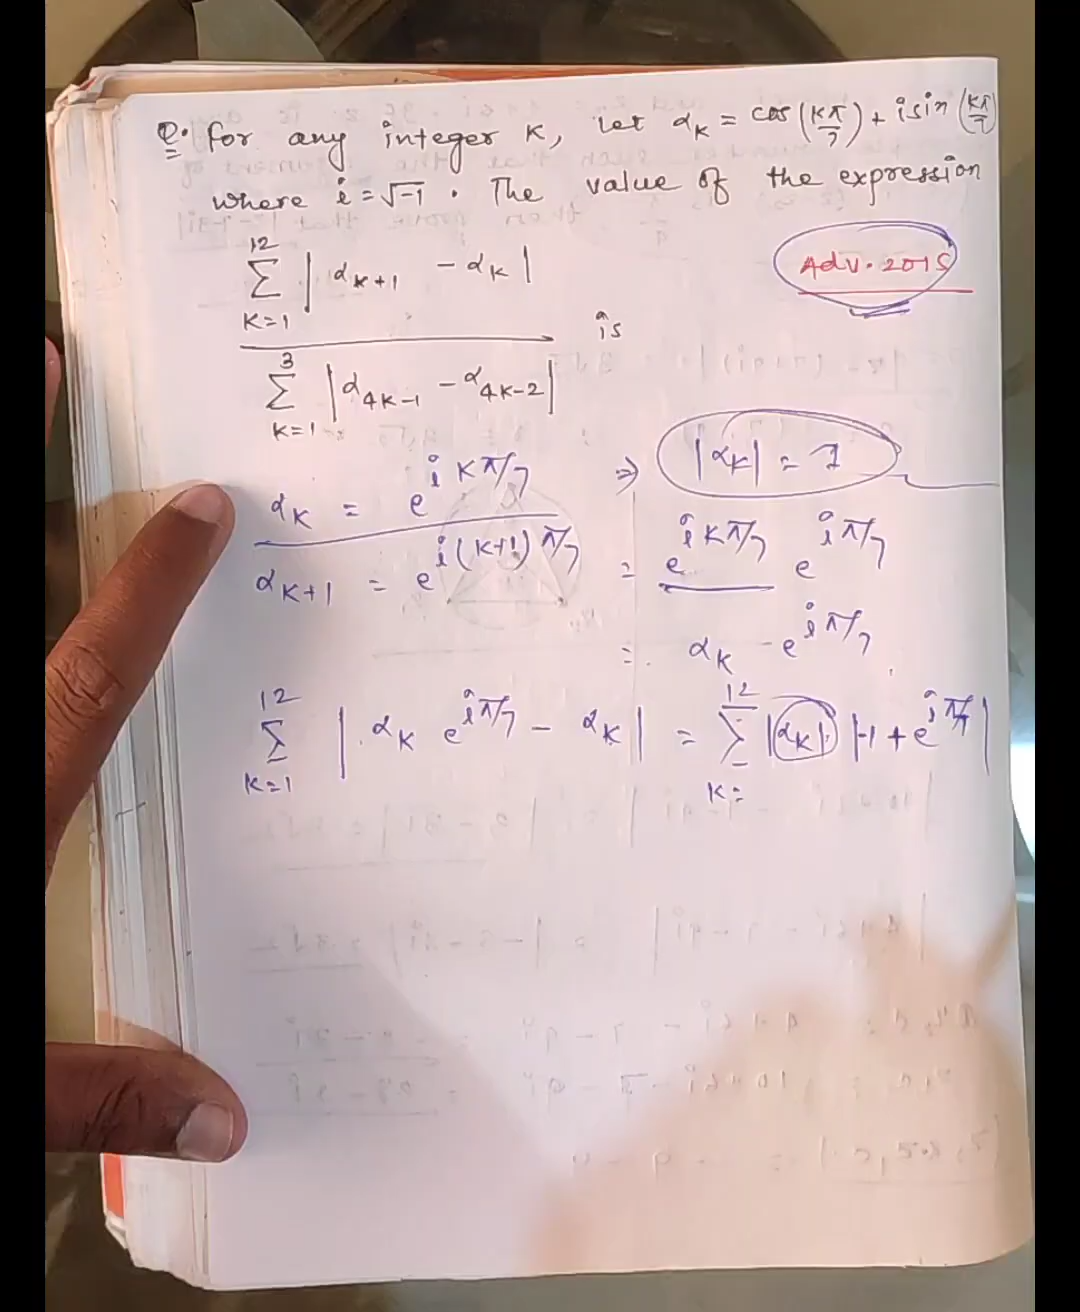 Q. For any integer K, let αK = cos (Kπ/7) + i sin (Kπ/7)
where i = √-1 . The value of the expression
12
Σ | αK+1 - αK |
K=1
Adv. 2015
is
3
Σ | α4K-1 - α4K-2 |
K=1
αK = e^iKπ/7 ⇒ |αK| = 1
αK+1 = e^i(K+1)π/7 = e^iKπ/7 e^iπ/7
= αK e^iπ/7
12 12
Σ | αK e^iπ/7 - αK | = Σ |αK| |-1 + e^iπ/7|
K=1 K=